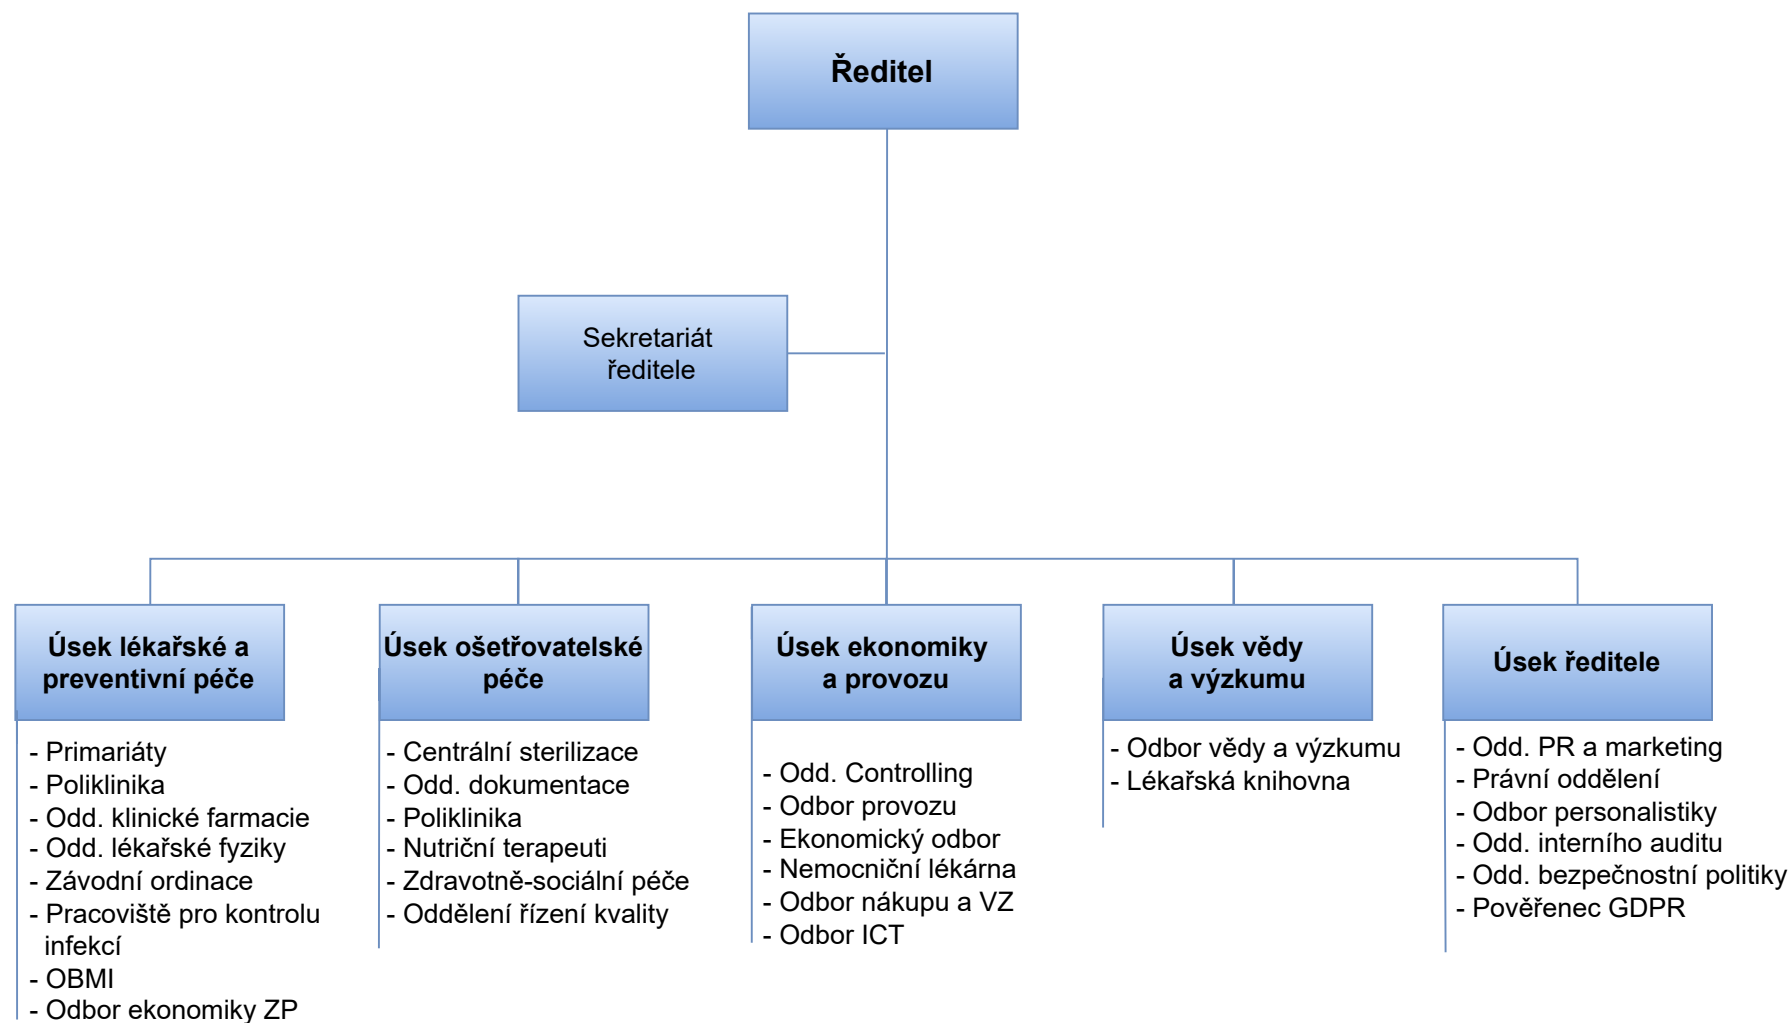 Ředitel
Sekretariát
ředitele
Úsek lékařské a
preventivní péče
- Primariáty
- Poliklinika
- Odd. klinické farmacie
- Odd. lékařské fyziky
- Závodní ordinace
- Pracoviště pro kontrolu
infekcí
- OBMI
- Odbor ekonomiky ZP
Úsek ošetřovatelské
péče
- Centrální sterilizace
- Odd. dokumentace
- Poliklinika
- Nutriční terapeuti
- Zdravotně-sociální péče
- Oddělení řízení kvality
Úsek ekonomiky
a provozu
- Odd. Controlling
- Odbor provozu
- Ekonomický odbor
- Nemocniční lékárna
- Odbor nákupu a VZ
- Odbor ICT
Úsek vědy
a výzkumu
- Odbor vědy a výzkumu
- Lékařská knihovna
Úsek ředitele
- Odd. PR a marketing
- Právní oddělení
- Odbor personalistiky
- Odd. interního auditu
- Odd. bezpečnostní politiky
- Pověřenec GDPR